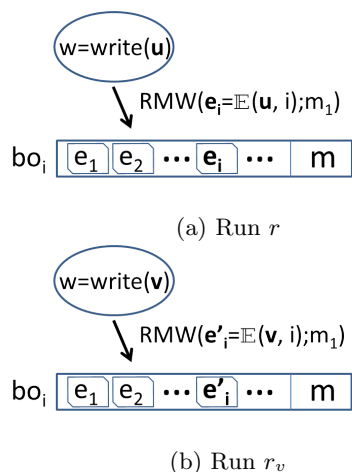 w=write(u)
RMW(eᵢ=𝔼(u, i);m₁)
boᵢ e₁ e₂ ••• eᵢ ••• m
(a) Run r
w=write(v)
RMW(e'ᵢ=𝔼(v, i);m₁)
boᵢ e₁ e₂ ••• e'ᵢ ••• m
(b) Run rᵥ